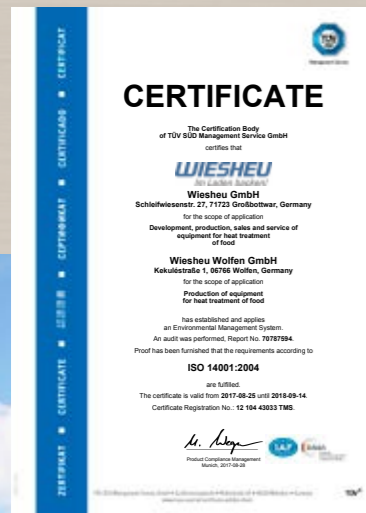 CERTIFICATE
The Certification Body
of TÜV SÜD Management Service GmbH
certifies that
WIESHEU
Im Laden backen!
Wiesheu GmbH
Schleifwiesenstr. 27, 71723 Großbottwar, Germany
for the scope of application
Development, production, sales and service of
equipment for heat treatment
of food
Wiesheu Wolfen GmbH
Kekuléstraße 1, 06766 Wolfen, Germany
for the scope of application
Production of equipment
for heat treatment of food
has established and applies
an Environmental Management System.
An audit was performed, Report No. 70787594.
Proof has been furnished that the requirements according to
ISO 14001:2004
are fulfilled.
The certificate is valid from 2017-08-25 until 2018-09-14.
Certificate Registration No.: 12 104 43033 TMS.
Product Compliance Management
Munich, 2017-08-28
ZERTIFIKAT ■ CERTIFICATE ■ ■ СЕРТИФИКАТ ■ CERTIFICADO ■ CERTIFICAT
TÜV®